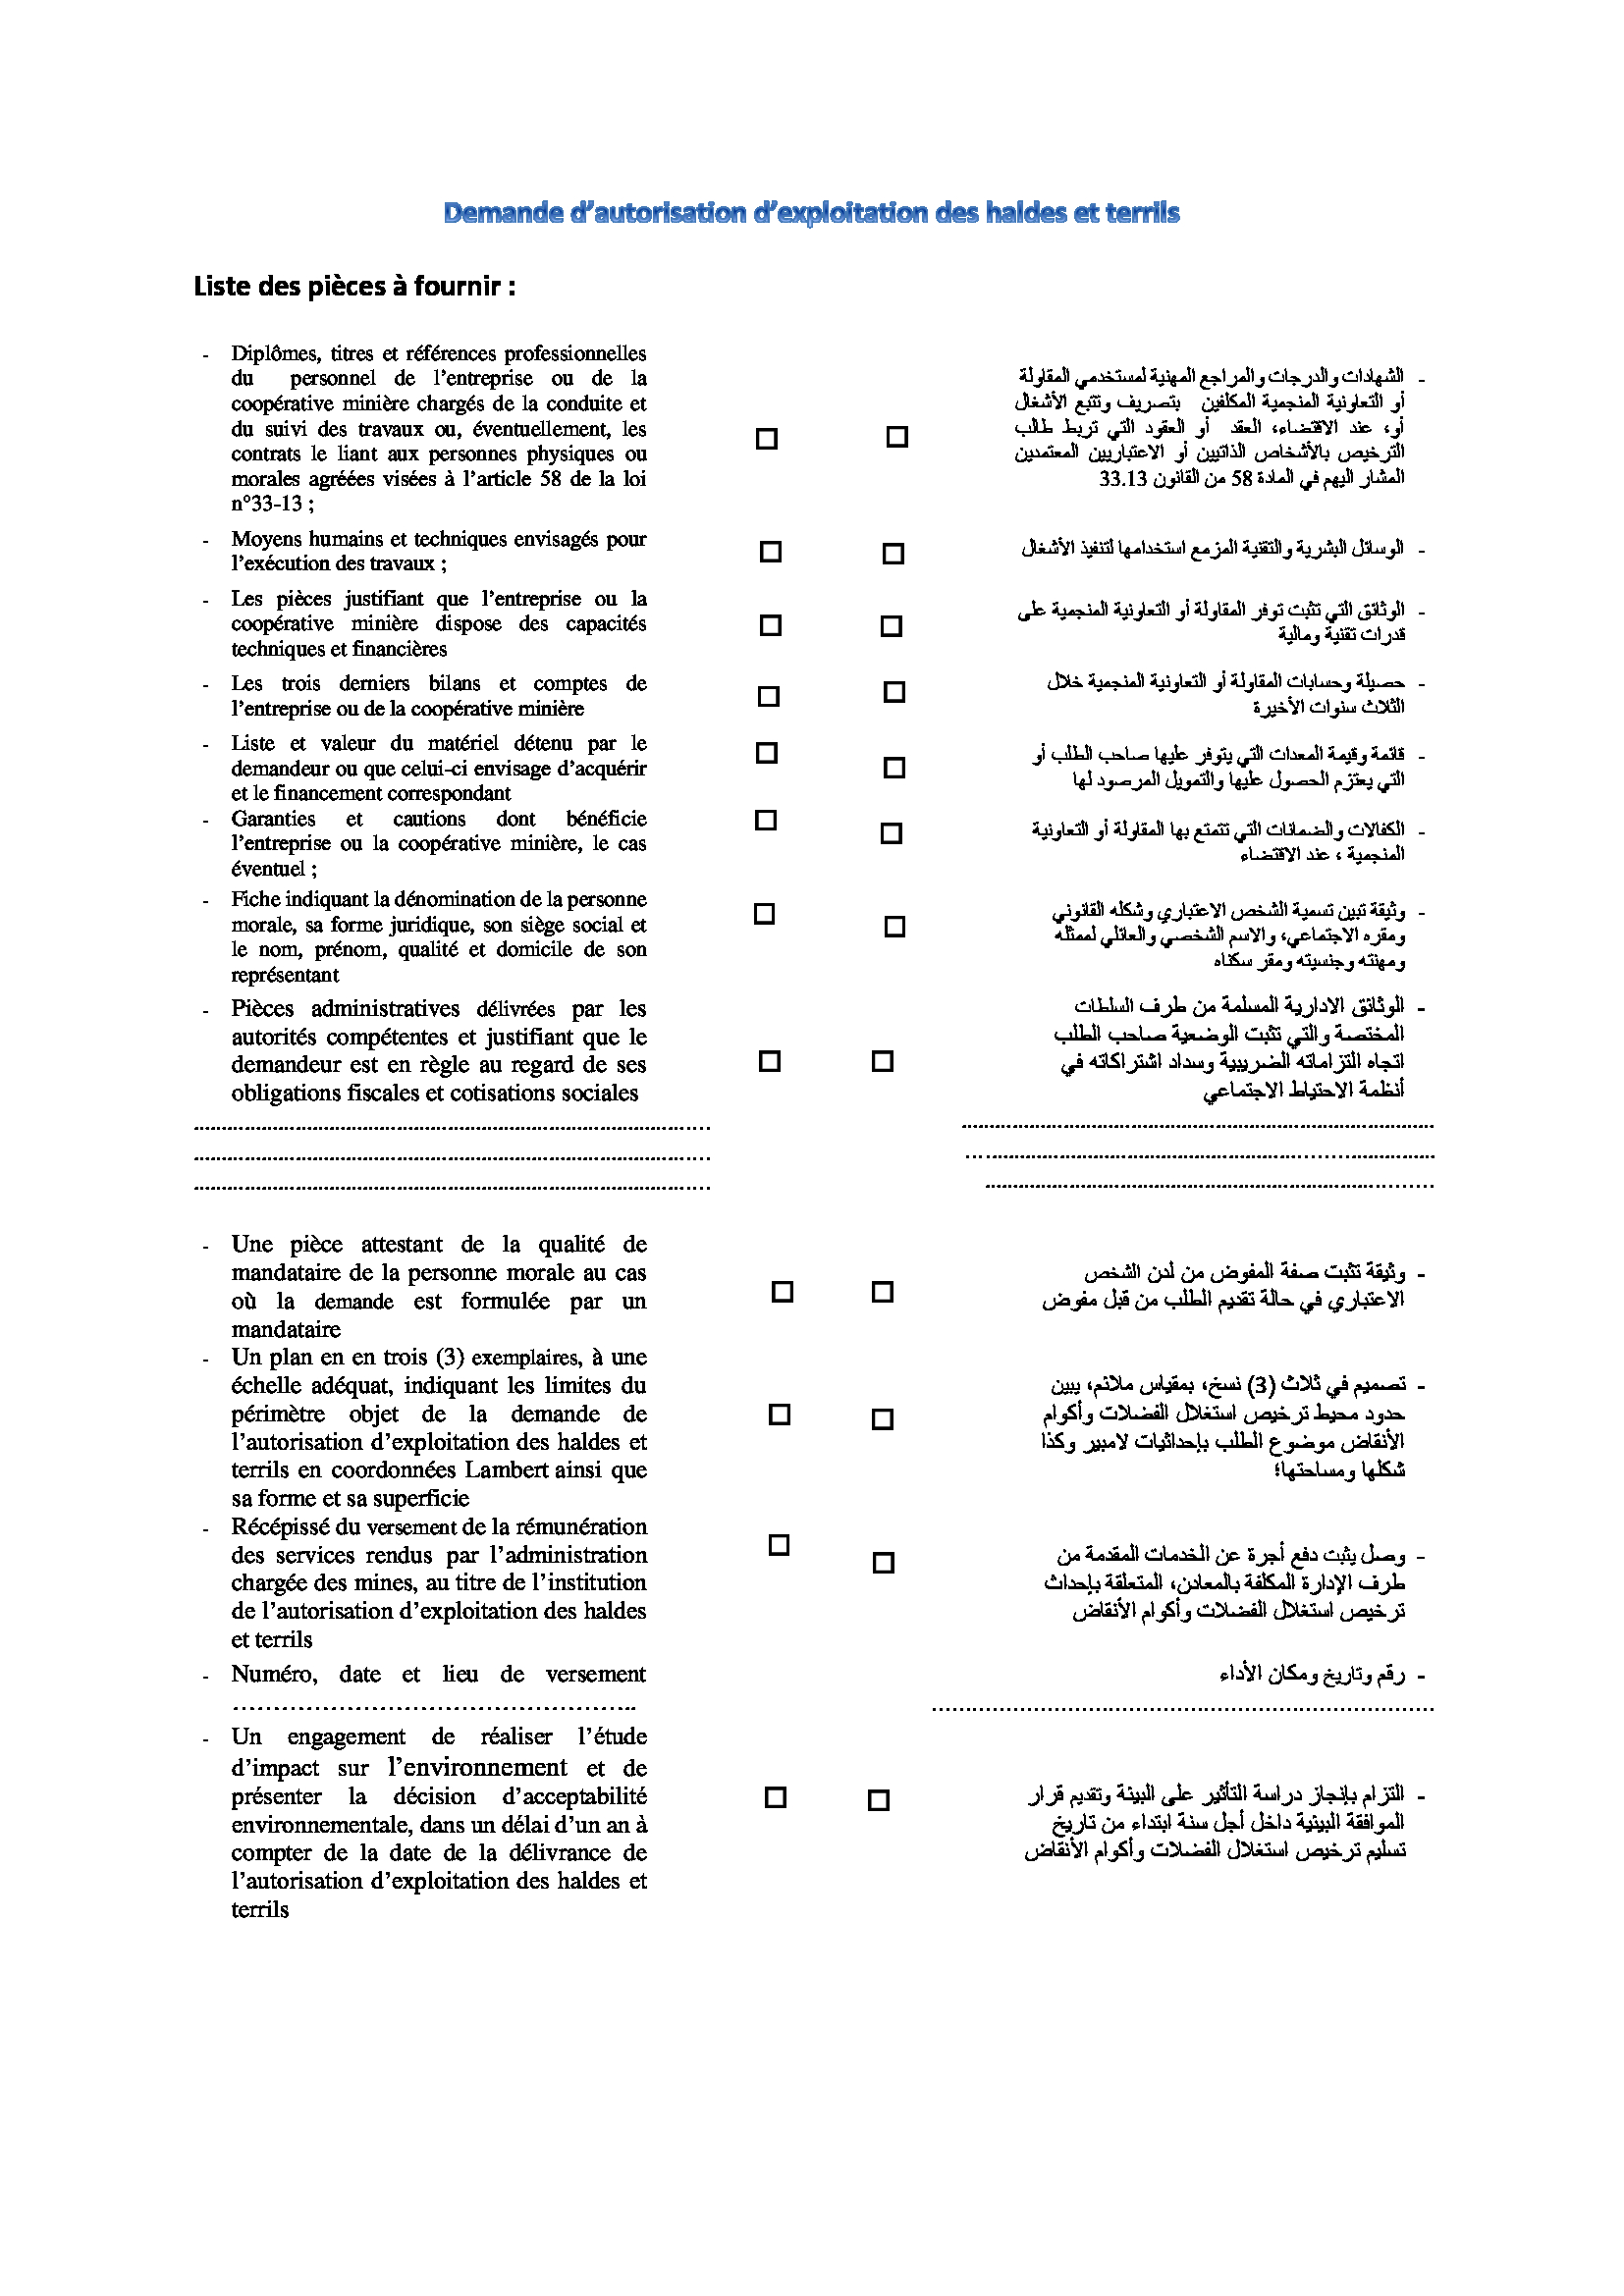 Demande d'autorisation d'exploitation des haldes et terrils
Liste des pièces à fournir :
- Diplômes, titres et références professionnelles
du personnel de l'entreprise ou de la
coopérative minière chargés de la conduite et
du suivi des travaux ou, éventuellement, les
contrats le liant aux personnes physiques ou
morales agréées visées à l'article 58 de la loi
n°33-13 ;
- الشهادات والدرجات والمراجع المهنية لمستخدمي المقاولة
أو التعاونية المنجمية المكلفين بتصريف وتتبع الأشغال
أو، عند الاقتضاء، العقد أو العقود التي تربط طالب
الترخيص بالأشخاص الذاتيين أو الاعتباريين المعتمدين
المشار اليهم في المادة 58 من القانون 33.13
- Moyens humains et techniques envisagés pour
l'exécution des travaux ;
- الوسائل البشرية والتقنية المزمع استخدامها لتنفيذ الأشغال
- Les pièces justifiant que l'entreprise ou la
coopérative minière dispose des capacités
techniques et financières
- الوثائق التي تثبت توفر المقاولة أو التعاونية المنجمية على
قدرات تقنية ومالية
- Les trois derniers bilans et comptes de
l'entreprise ou de la coopérative minière
- حصيلة وحسابات المقاولة أو التعاونية المنجمية خلال
الثلاث سنوات الأخيرة
- Liste et valeur du matériel détenu par le
demandeur ou que celui-ci envisage d'acquérir
et le financement correspondant
- قائمة وقيمة المعدات التي يتوفر عليها صاحب الطلب أو
التي يعتزم الحصول عليها والتمويل المرصود لها
- Garanties et cautions dont bénéficie
l'entreprise ou la coopérative minière, le cas
éventuel ;
- الكفالات والضمانات التي تتمتع بها المقاولة أو التعاونية
المنجمية ، عند الاقتضاء
- Fiche indiquant la dénomination de la personne
morale, sa forme juridique, son siège social et
le nom, prénom, qualité et domicile de son
représentant
- وثيقة تبين تسمية الشخص الاعتباري وشكله القانوني
ومقره الاجتماعي، والاسم الشخصي والعائلي لممثله
ومهنته وجنسيته ومقر سكناه
- Pièces administratives délivrées par les
autorités compétentes et justifiant que le
demandeur est en règle au regard de ses
obligations fiscales et cotisations sociales
- الوثائق الادارية المسلمة من طرف السلطات
المختصة والتي تثبت الوضعية صاحب الطلب
اتجاه التزاماته الضريبية وسداد اشتراكاته في
أنظمة الاحتياط الاجتماعي
- Une pièce attestant de la qualité de
mandataire de la personne morale au cas
où la demande est formulée par un
mandataire
- وثيقة تثبت صفة المفوض من لدن الشخص
الاعتباري في حالة تقديم الطلب من قبل مفوض
- Un plan en en trois (3) exemplaires, à une
échelle adéquat, indiquant les limites du
périmètre objet de la demande de
l'autorisation d'exploitation des haldes et
terrils en coordonnées Lambert ainsi que
sa forme et sa superficie
- تصميم في ثلاث (3) نسخ، بمقياس ملائم، يبين
حدود محيط ترخيص استغلال الفضلات وأكوام
الأنقاض موضوع الطلب بإحداثيات لامبير وكذا
شكلها ومساحتها؛
- Récépissé du versement de la rémunération
des services rendus par l'administration
chargée des mines, au titre de l'institution
de l'autorisation d'exploitation des haldes
et terrils
- وصل يثبت دفع أجرة عن الخدمات المقدمة من
طرف الإدارة المكلفة بالمعادن، المتعلقة بإحداث
ترخيص استغلال الفضلات وأكوام الأنقاض
- Numéro, date et lieu de versement
- رقم وتاريخ ومكان الأداء
- Un engagement de réaliser l'étude
d'impact sur l'environnement et de
présenter la décision d'acceptabilité
environnementale, dans un délai d'un an à
compter de la date de la délivrance de
l'autorisation d'exploitation des haldes et
terrils
- التزام بإنجاز دراسة التأثير على البيئة وتقديم قرار
الموافقة البيئية داخل أجل سنة ابتداء من تاريخ
تسليم ترخيص استغلال الفضلات وأكوام الأنقاض